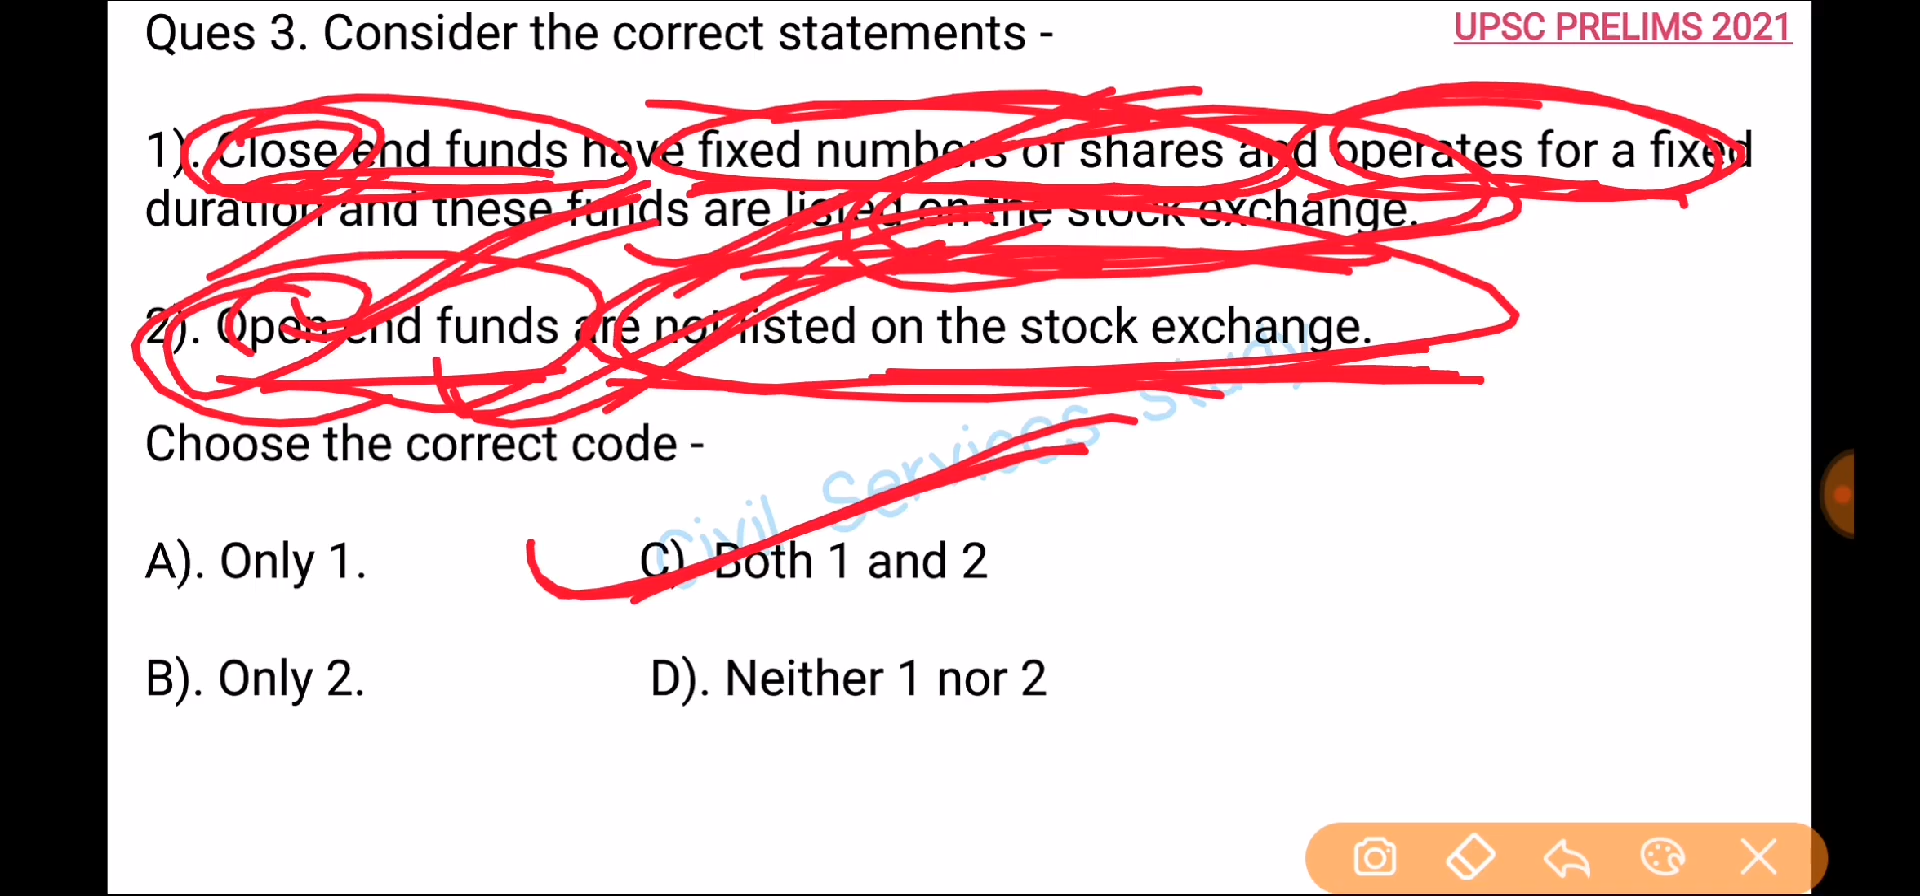 Ques 3. Consider the correct statements -
UPSC PRELIMS 2021
1). Close end funds have fixed numbers of shares and operates for a fixed
duration and these funds are listed on the stock exchange.
2). Open end funds are not listed on the stock exchange.
Choose the correct code -
Civil Services Study
A). Only 1.
C). Both 1 and 2
B). Only 2.
D). Neither 1 nor 2